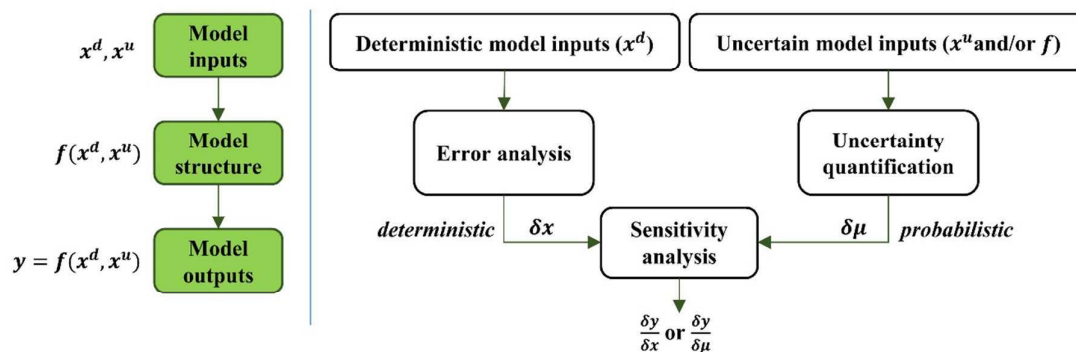 x^d, x^u
Model
inputs
f(x^d, x^u)
Model
structure
y = f(x^d, x^u)
Model
outputs
Deterministic model inputs (x^d)
Uncertain model inputs (x^u and/or f)
Error analysis
Uncertainty
quantification
deterministic
δx
Sensitivity
analysis
δμ
probabilistic
δy/δx or δy/δμ